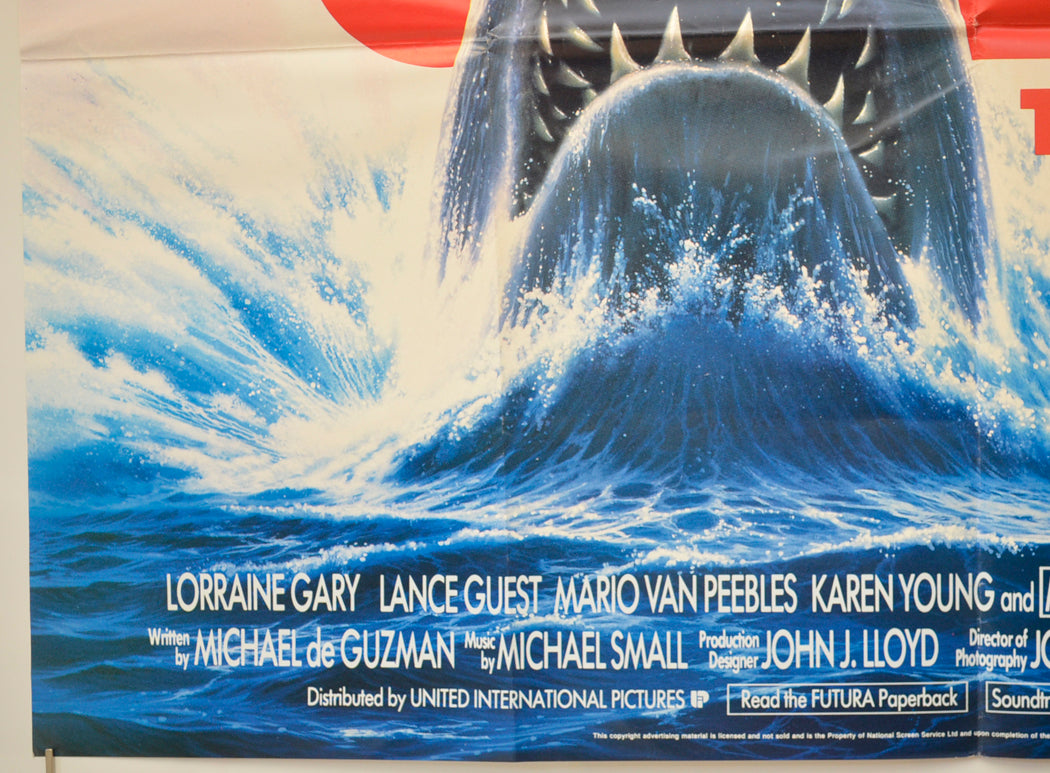 LORRAINE GARY LANCE GUEST MARIO VAN PEEBLES KAREN YOUNG and
Written by MICHAEL de GUZMAN Music by MICHAEL SMALL Production Designer JOHN J. LLOYD Director of Photography JO
Distributed by UNITED INTERNATIONAL PICTURES UIP Read the FUTURA Paperback Soundtr
This copyright advertising material is licensed and not sold and is the Property of National Screen Service Ltd and upon completion of the